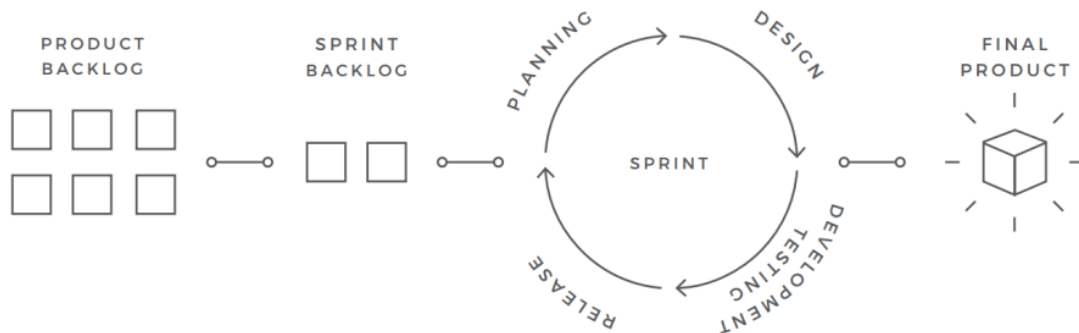 PRODUCT
BACKLOG
SPRINT
BACKLOG
PLANNING
DESIGN
SPRINT
DEVELOPMENT
TESTING
RELEASE
FINAL
PRODUCT